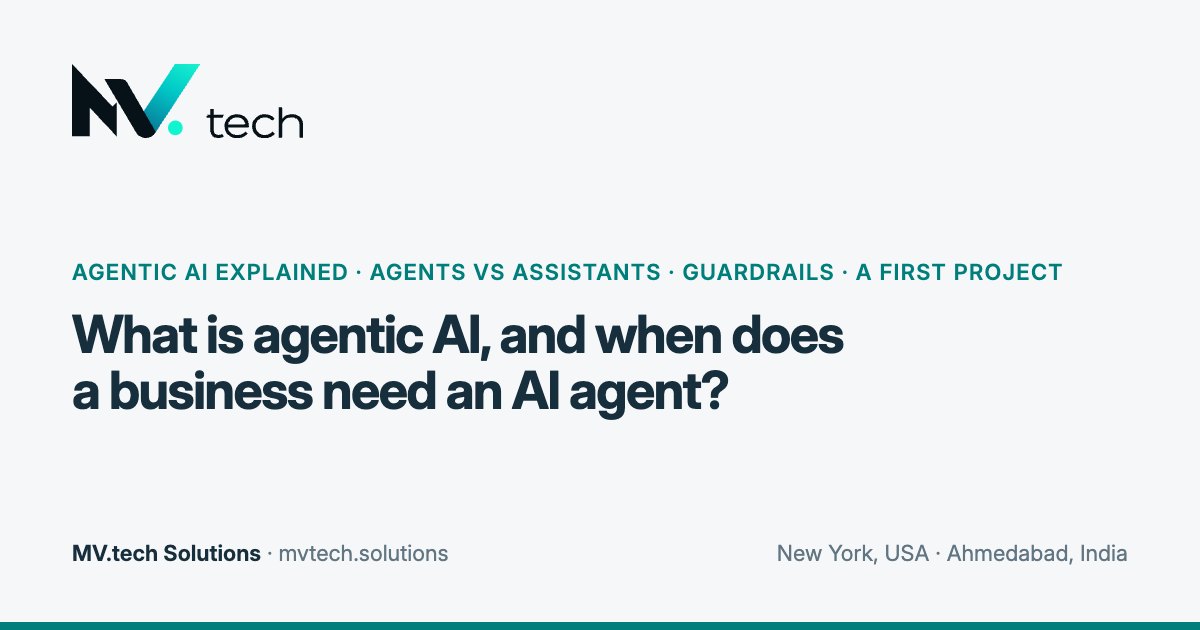 MV. tech
AGENTIC AI EXPLAINED · AGENTS VS ASSISTANTS · GUARDRAILS · A FIRST PROJECT
What is agentic AI, and when does
a business need an AI agent?
MV.tech Solutions · mvtech.solutions
New York, USA · Ahmedabad, India